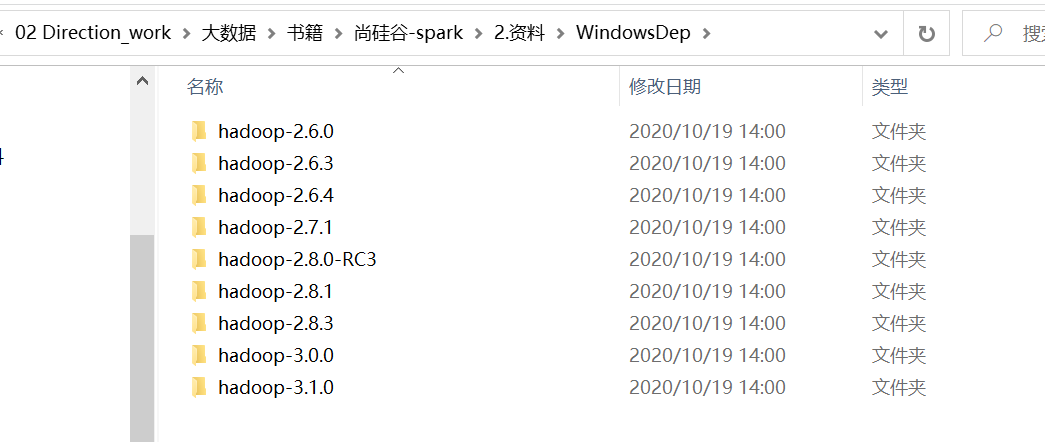 02 Direction_work > 大数据 > 书籍 > 尚硅谷-spark > 2.资料 > WindowsDep >
名称 修改日期 类型
hadoop-2.6.0 2020/10/19 14:00 文件夹
hadoop-2.6.3 2020/10/19 14:00 文件夹
hadoop-2.6.4 2020/10/19 14:00 文件夹
hadoop-2.7.1 2020/10/19 14:00 文件夹
hadoop-2.8.0-RC3 2020/10/19 14:00 文件夹
hadoop-2.8.1 2020/10/19 14:00 文件夹
hadoop-2.8.3 2020/10/19 14:00 文件夹
hadoop-3.0.0 2020/10/19 14:00 文件夹
hadoop-3.1.0 2020/10/19 14:00 文件夹